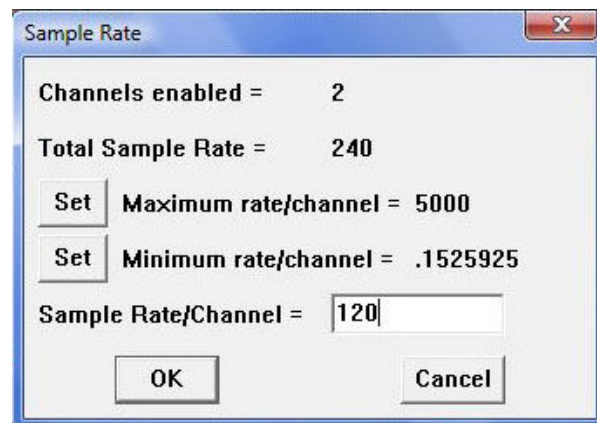 Sample Rate
Channels enabled = 2
Total Sample Rate = 240
Set Maximum rate/channel = 5000
Set Minimum rate/channel = .1525925
Sample Rate/Channel = 120
OK Cancel